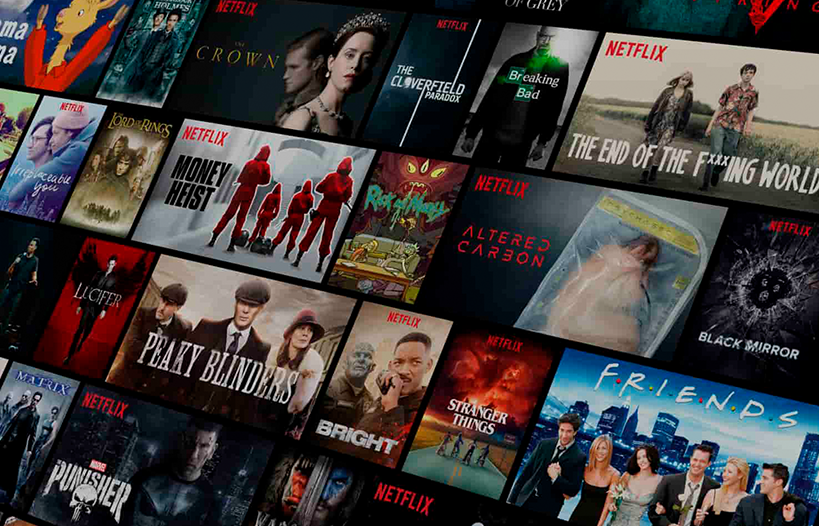 HOLMES
NETFLIX
NETFLIX
OF GREY
ama
ma
the
CROWN
THE
CLOVERFIELD
PARADOX
Breaking
Bad
NETFLIX
THE END OF THE F***ING WORLD
NETFLIX
Irreplaceable
you
LORD OF THE RINGS
NETFLIX
MONEY
HEIST
Rick and Morty
NETFLIX
ALTERED
CARBON
NETFLIX
BLACK MIRROR
LUCIFER
PEAKY BLINDERS
NETFLIX
BRIGHT
NETFLIX
STRANGER
THINGS
F·R·I·E·N·D·S
MATRIX
NETFLIX
MARVEL
THE
PUNISHER
NETFLIX